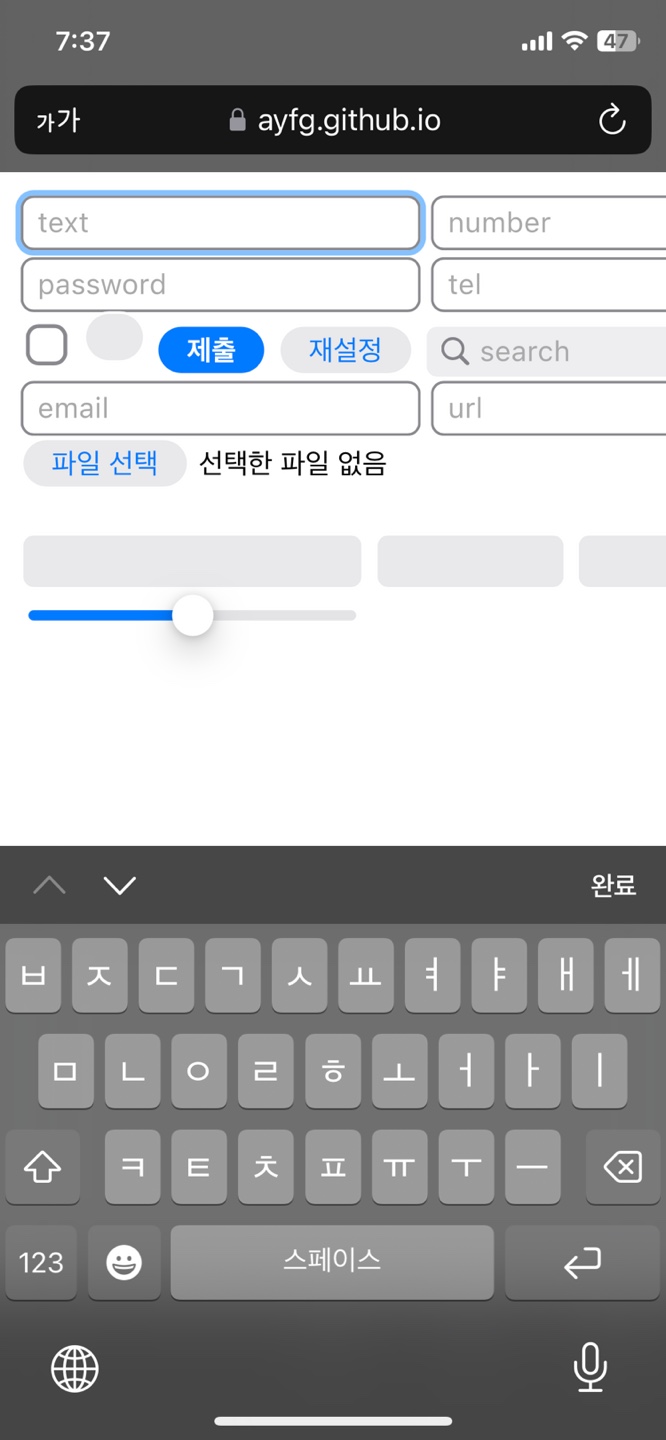 7:37
47
가가 ayfg.github.io
text number
password tel
제출 재설정 search
email url
파일 선택 선택한 파일 없음
완료
ㅂ ㅈ ㄷ ㄱ ㅅ ㅛ ㅕ ㅑ ㅐ ㅔ
ㅁ ㄴ ㅇ ㄹ ㅎ ㅗ ㅓ ㅏ ㅣ
ㅋ ㅌ ㅊ ㅍ ㅠ ㅜ ㅡ
123 스페이스